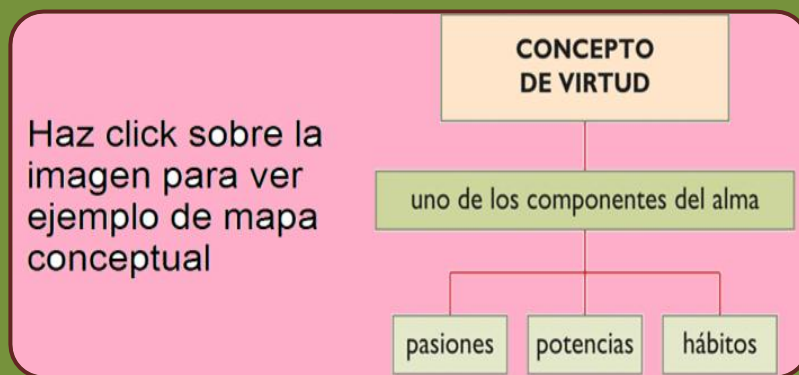 Haz click sobre la
imagen para ver
ejemplo de mapa
conceptual
CONCEPTO
DE VIRTUD
uno de los componentes del alma
pasiones
potencias
hábitos